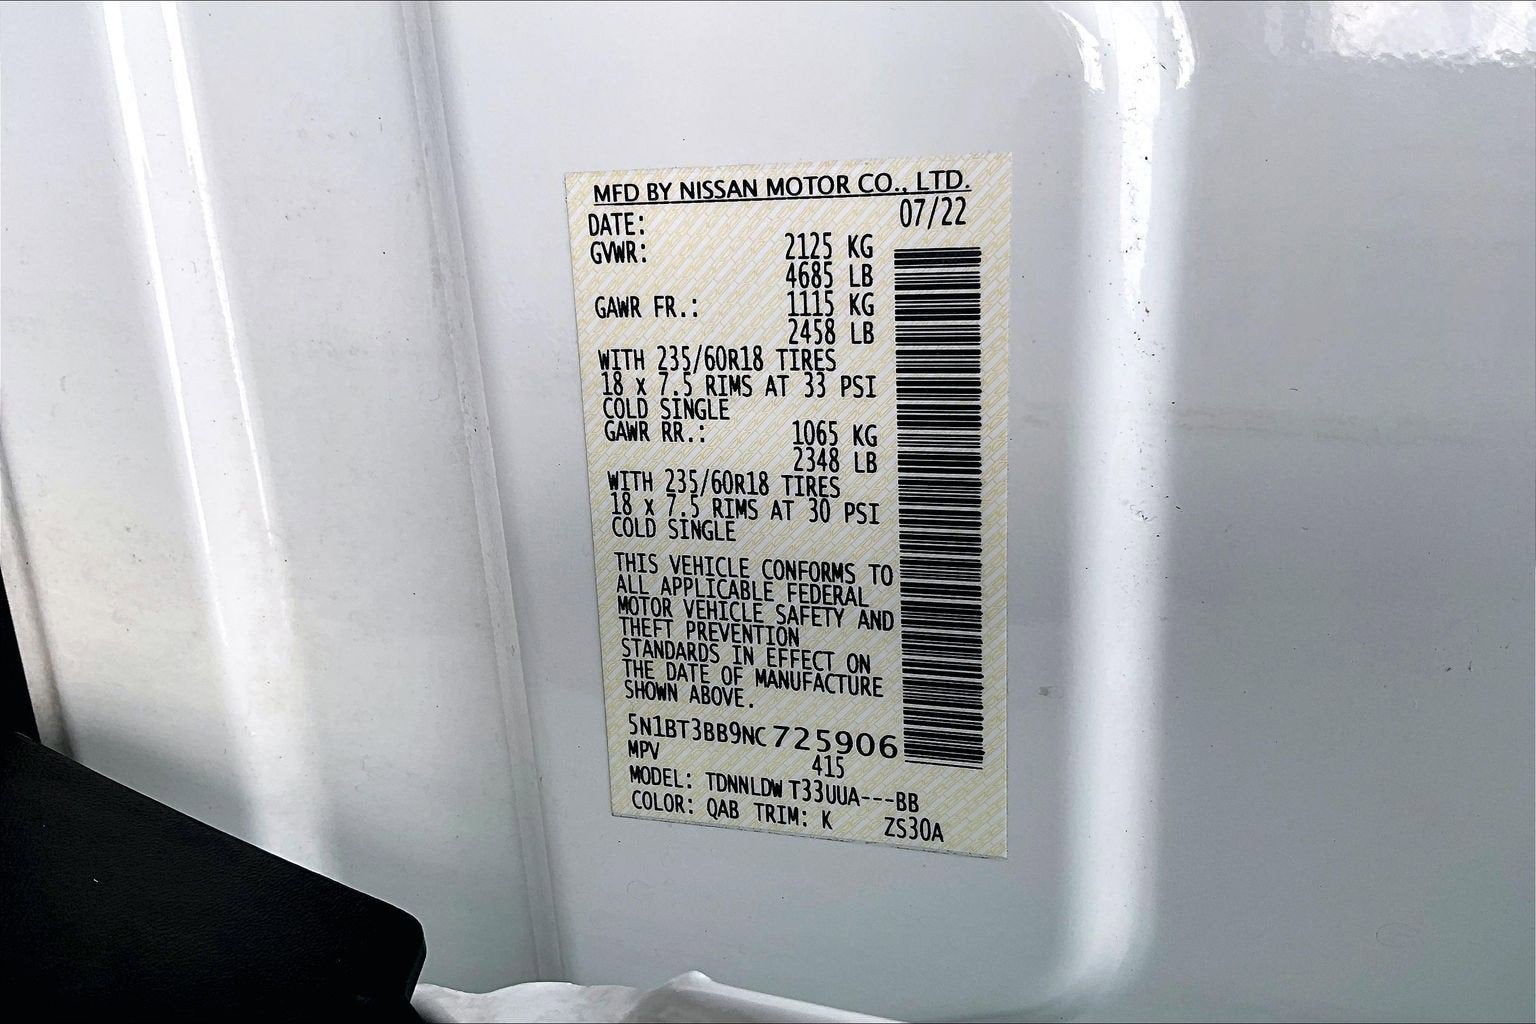 MFD BY NISSAN MOTOR CO., LTD.
DATE: 07/22
GVWR: 2125 KG
4685 LB
GAWR FR.: 1115 KG
2458 LB
WITH 235/60R18 TIRES
18 x 7.5 RIMS AT 33 PSI
COLD SINGLE
GAWR RR.: 1065 KG
2348 LB
WITH 235/60R18 TIRES
18 x 7.5 RIMS AT 30 PSI
COLD SINGLE
THIS VEHICLE CONFORMS TO
ALL APPLICABLE FEDERAL
MOTOR VEHICLE SAFETY AND
THEFT PREVENTION
STANDARDS IN EFFECT ON
THE DATE OF MANUFACTURE
SHOWN ABOVE.
5N1BT3BB9NC725906
MPV 415
MODEL: TDNNLDWT33UUA---BB
COLOR: QAB TRIM: K ZS30A